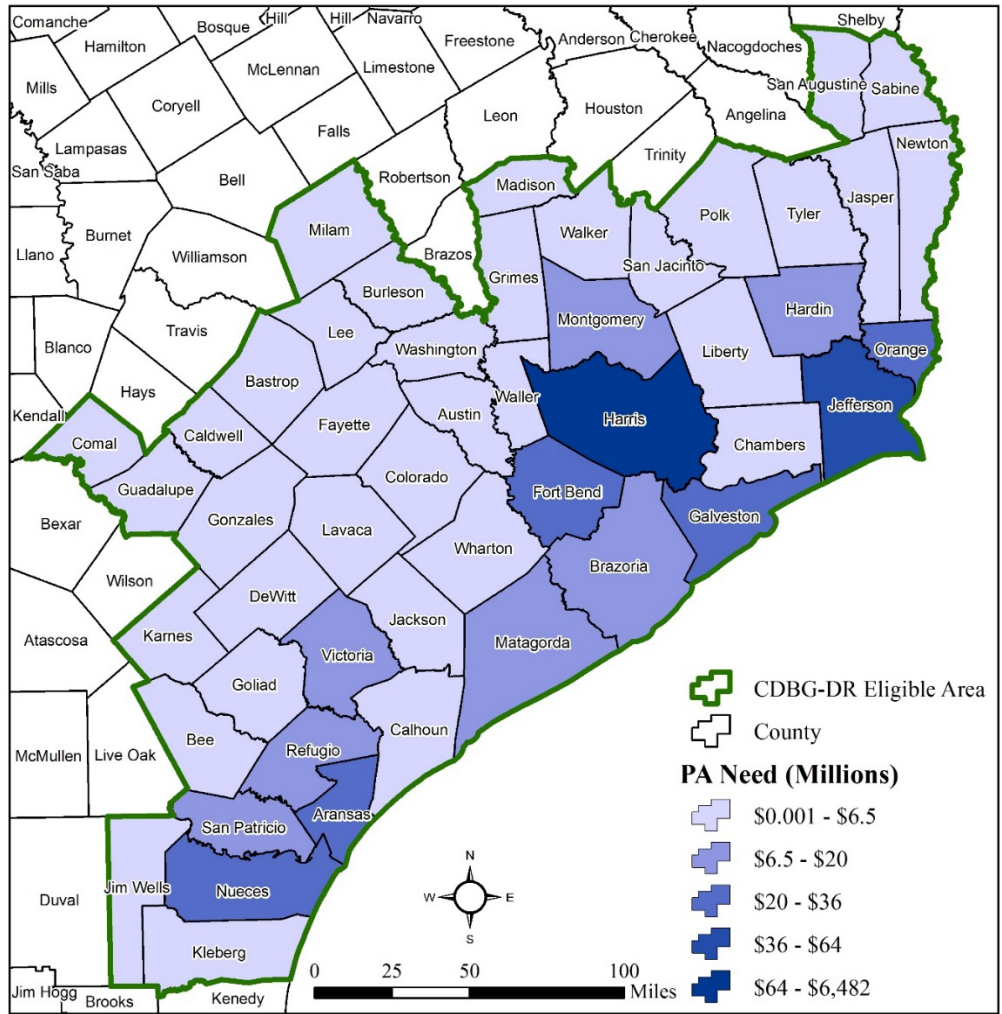 Comanche
Bosque
Hill
Hill
Navarro
Shelby
Hamilton
Freestone
Anderson
Cherokee
Nacogdoches
McLennan
Limestone
San Augustine
Sabine
Mills
Coryell
Leon
Houston
Angelina
Falls
Newton
Lampasas
Trinity
San Saba
Bell
Robertson
Madison
Jasper
Polk
Tyler
Burnet
Milam
Walker
Llano
Williamson
Brazos
San Jacinto
Grimes
Burleson
Montgomery
Hardin
Travis
Lee
Washington
Liberty
Orange
Blanco
Bastrop
Hays
Waller
Jefferson
Kendall
Austin
Harris
Caldwell
Fayette
Comal
Chambers
Colorado
Guadalupe
Fort Bend
Gonzales
Galveston
Bexar
Lavaca
Wharton
Brazoria
Wilson
DeWitt
Jackson
Atascosa
Karnes
Matagorda
Victoria
Goliad
CDBG-DR Eligible Area
Calhoun
County
Bee
Refugio
McMullen
Live Oak
PA Need (Millions)
Aransas
$0.001 - $6.5
San Patricio
$6.5 - $20
N
Jim Wells
Nueces
W
E
$20 - $36
Duval
S
Kleberg
$36 - $64
0 25 50 100
Miles
$64 - $6,482
Jim Hogg
Brooks
Kenedy